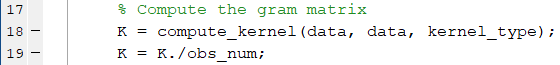 17 % Compute the gram matrix
18 – K = compute_kernel(data, data, kernel_type);
19 – K = K./obs_num;